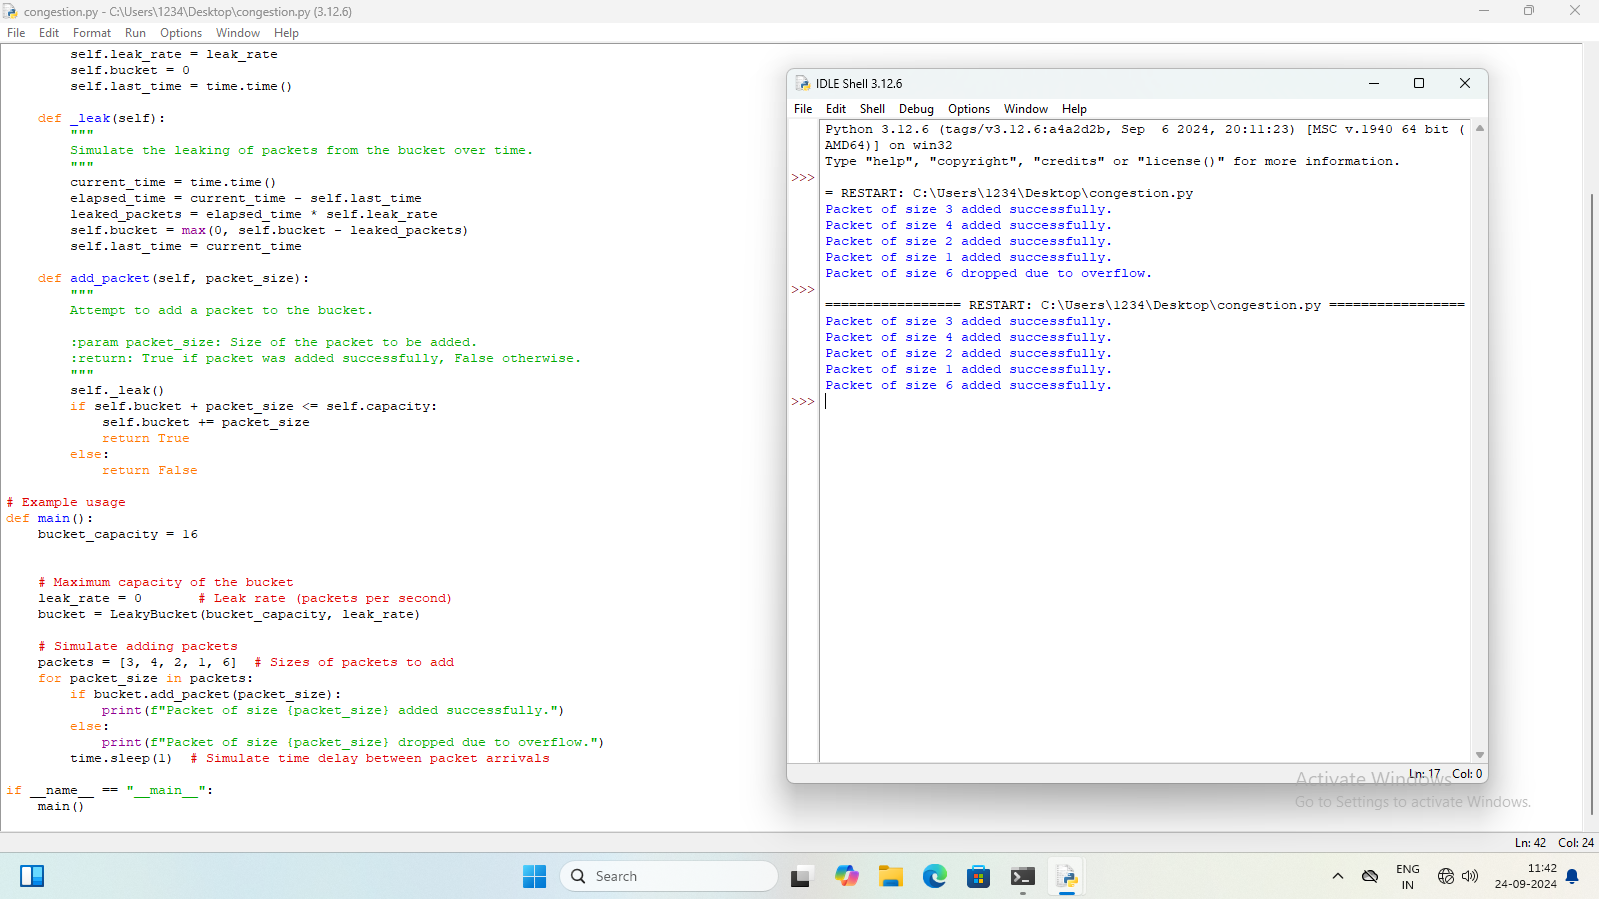 congestion.py - C:\Users\1234\Desktop\congestion.py (3.12.6)
File Edit Format Run Options Window Help
self.leak_rate = leak_rate
self.bucket = 0
self.last_time = time.time()
def _leak(self):
"""
Simulate the leaking of packets from the bucket over time.
"""
current_time = time.time()
elapsed_time = current_time - self.last_time
leaked_packets = elapsed_time * self.leak_rate
self.bucket = max(0, self.bucket - leaked_packets)
self.last_time = current_time
def add_packet(self, packet_size):
"""
Attempt to add a packet to the bucket.
:param packet_size: Size of the packet to be added.
:return: True if packet was added successfully, False otherwise.
"""
self._leak()
if self.bucket + packet_size <= self.capacity:
self.bucket += packet_size
return True
else:
return False
# Example usage
def main():
bucket_capacity = 16
# Maximum capacity of the bucket
leak_rate = 0 # Leak rate (packets per second)
bucket = LeakyBucket(bucket_capacity, leak_rate)
# Simulate adding packets
packets = [3, 4, 2, 1, 6] # Sizes of packets to add
for packet_size in packets:
if bucket.add_packet(packet_size):
print(f"Packet of size {packet_size} added successfully.")
else:
print(f"Packet of size {packet_size} dropped due to overflow.")
time.sleep(1) # Simulate time delay between packet arrivals
if __name__ == "__main__":
main()
IDLE Shell 3.12.6
File Edit Shell Debug Options Window Help
Python 3.12.6 (tags/v3.12.6:a4a2d2b, Sep 6 2024, 20:11:23) [MSC v.1940 64 bit (
AMD64)] on win32
Type "help", "copyright", "credits" or "license()" for more information.
>>>
= RESTART: C:\Users\1234\Desktop\congestion.py
Packet of size 3 added successfully.
Packet of size 4 added successfully.
Packet of size 2 added successfully.
Packet of size 1 added successfully.
Packet of size 6 dropped due to overflow.
>>>
================= RESTART: C:\Users\1234\Desktop\congestion.py =================
Packet of size 3 added successfully.
Packet of size 4 added successfully.
Packet of size 2 added successfully.
Packet of size 1 added successfully.
Packet of size 6 added successfully.
>>>
Ln: 17 Col: 0
Activate Windows
Go to Settings to activate Windows.
Ln: 42 Col: 24
Search
ENG
IN
11:42
24-09-2024